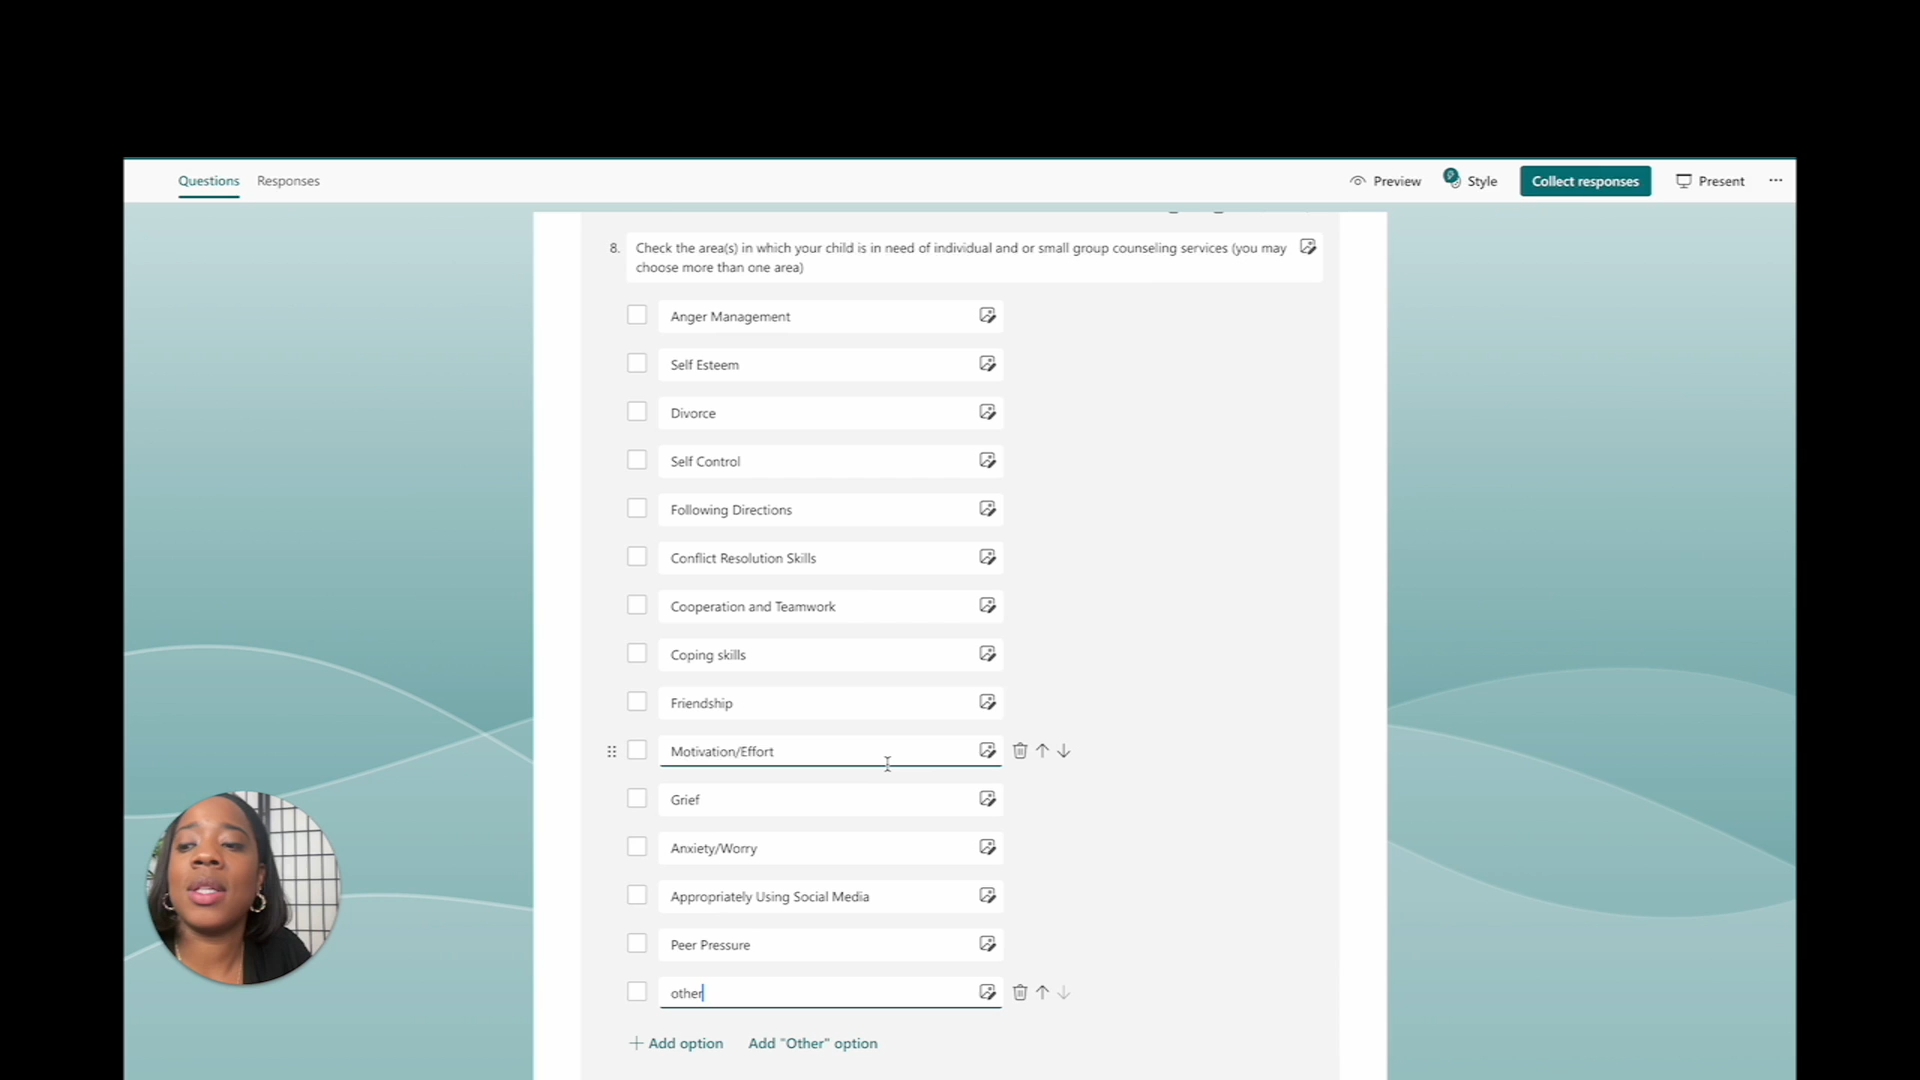 Questions Responses Preview Style Collect responses Present
8. Check the area(s) in which your child is in need of individual and or small group counseling services (you may
choose more than one area)
Anger Management
Self Esteem
Divorce
Self Control
Following Directions
Conflict Resolution Skills
Cooperation and Teamwork
Coping skills
Friendship
Motivation/Effort
Grief
Anxiety/Worry
Appropriately Using Social Media
Peer Pressure
other
+ Add option Add "Other" option